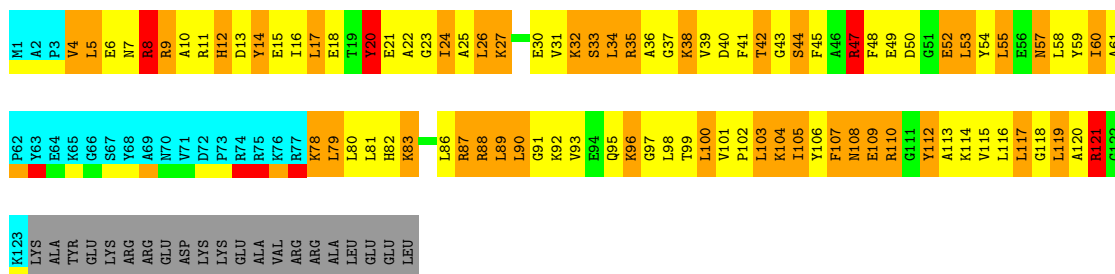 M1 A2 P3 V4 L5 E6 N7 R8 R9 A10 R11 H12 D13 Y14 E15 I16 L17 E18 T19 Y20 E21 A22 G23 I24 A25 L26 K27 E30 V31 K32 S33 L34 R35 A36 G37 K38 V39 D40 F41 T42 G43 S44 F45 A46 R47 F48 E49 D50 G51 E52 L53 Y54 L55 E56 N57 L58 Y59 I60 A61
P62 Y63 E64 K65 G66 S67 Y68 A69 N70 V71 D72 P73 R74 R75 K76 R77 K78 L79 L80 L81 H82 K83 L86 R87 R88 L89 L90 G91 K92 V93 E94 Q95 K96 G97 L98 T99 L100 V101 P102 L103 K104 I105 Y106 F107 N108 E109 R110 G111 Y112 A113 K114 V115 L116 L117 G118 L119 A120 R121 G122
K123 LYS ALA TYR GLU LYS ARG ARG GLU ASP LYS LYS GLU ALA VAL ARG ARG ALA LEU GLU GLU LEU